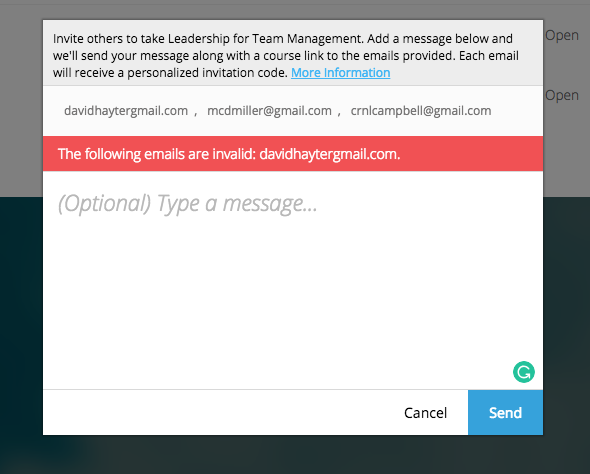 Invite others to take Leadership for Team Management. Add a message below and
we'll send your message along with a course link to the emails provided. Each email
will receive a personalized invitation code. More Information
Open
Open
davidhaytergmail.com , mcdmiller@gmail.com , crnlcampbell@gmail.com
The following emails are invalid: davidhaytergmail.com.
(Optional) Type a message...
Cancel Send